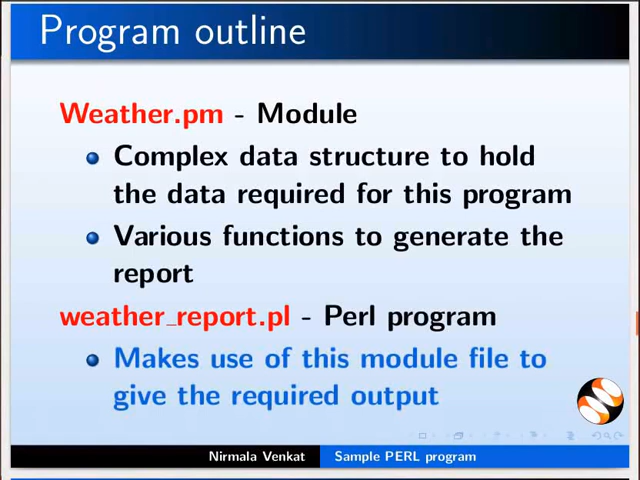 Program outline
Weather.pm - Module
Complex data structure to hold
the data required for this program
Various functions to generate the
report
weather_report.pl - Perl program
Makes use of this module file to
give the required output
Nirmala Venkat Sample PERL program